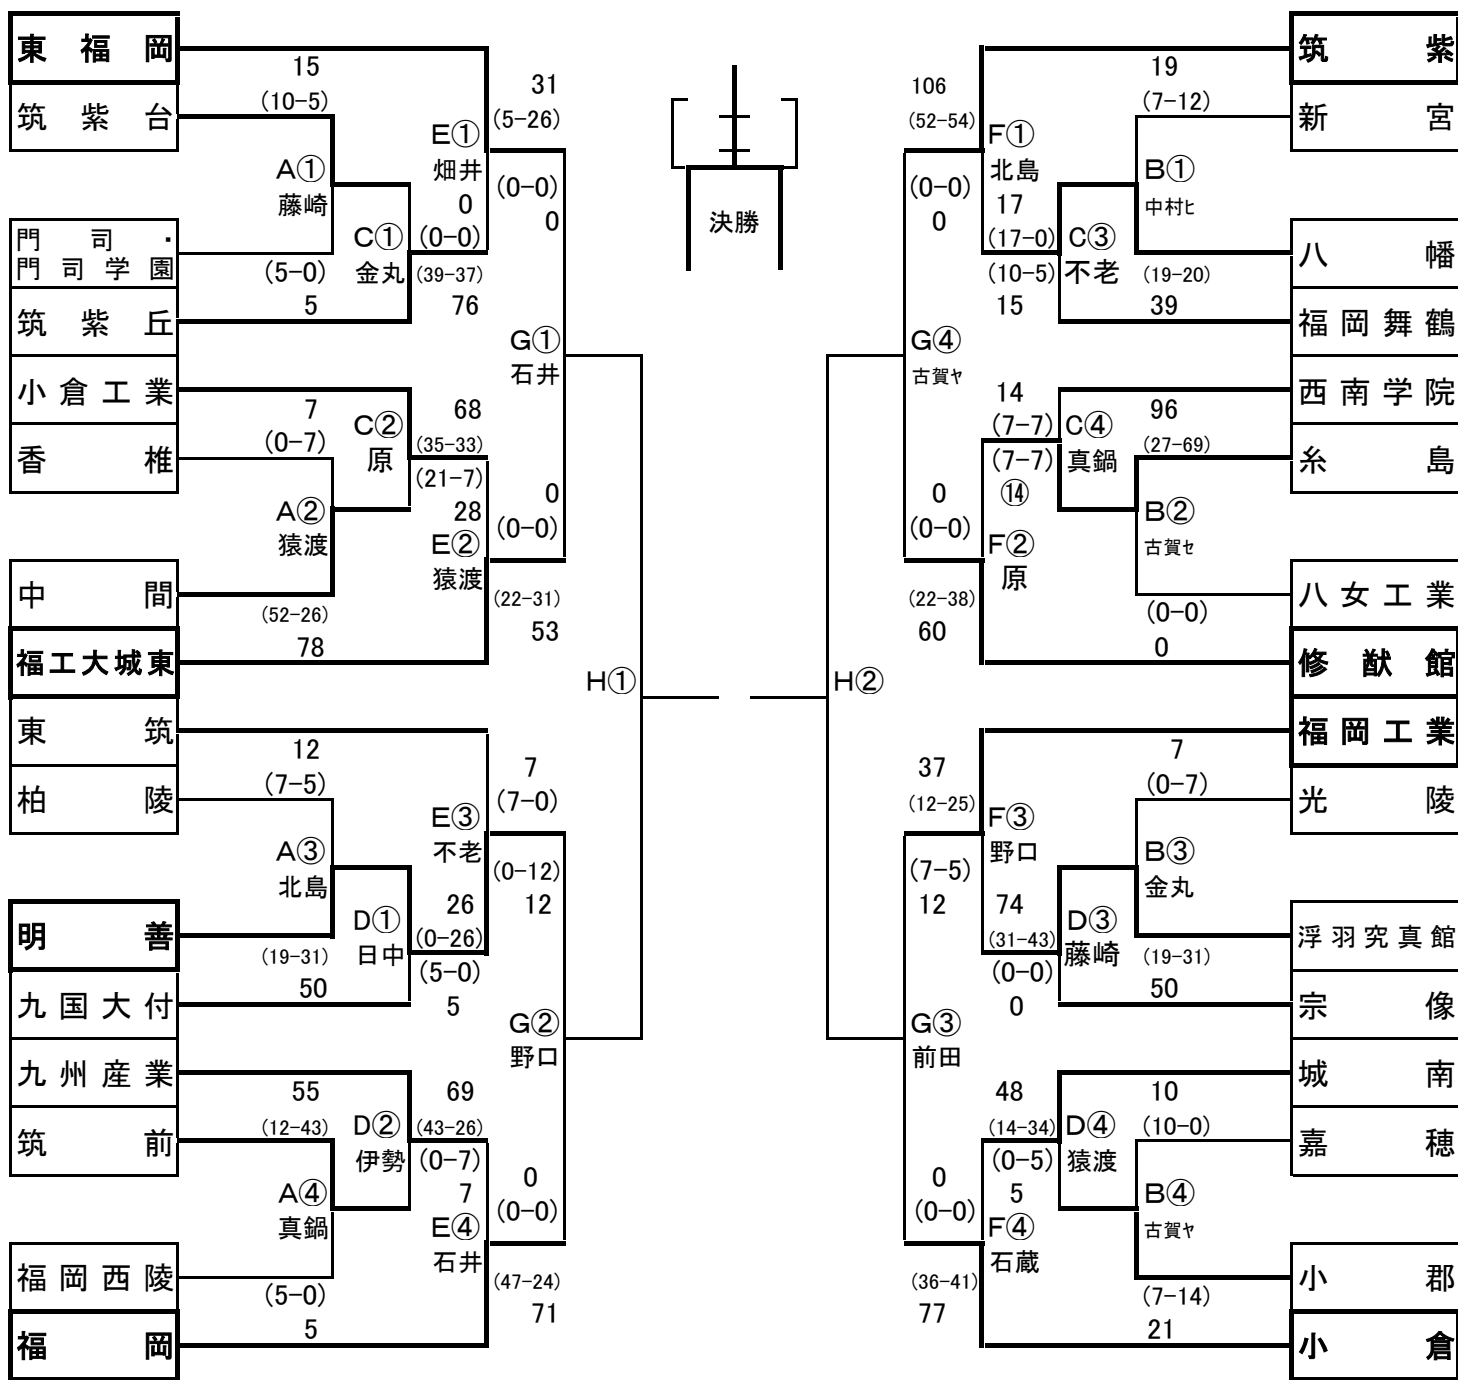 東福岡
15
31
(10-5)
(5-26)
筑紫台
E①
畑井
A①
藤崎
0
(0-0)
(0-0)
0
門司・
門司学園
C①
金丸
(5-0)
(39-37)
5
76
筑紫丘
G①
石井
小倉工業
7
68
(0-7)
C②
原
(35-33)
香椎
(21-7)
28
0
(0-0)
A②
猿渡
E②
猿渡
中間
(52-26)
(22-31)
78
53
福工大城東
H①
東筑
12
7
(7-5)
(7-0)
柏陵
E③
不老
A③
北島
(0-12)
12
26
(0-26)
明善
D①
日中
(19-31)
(5-0)
50
5
九国大付
G②
野口
九州産業
55
69
(12-43)
D②
伊勢
(43-26)
筑前
(0-7)
7
0
(0-0)
A④
真鍋
E④
石井
福岡西陵
(5-0)
(47-24)
5
71
福岡
決勝
筑紫
106
19
(52-54)
(7-12)
新宮
F①
北島
B①
中村ヒ
(0-0)
0
17
(17-0)
C③
不老
八幡
(10-5)
(19-20)
15
39
福岡舞鶴
G④
古賀ヤ
西南学院
14
96
(7-7)
C④
真鍋
(27-69)
糸島
(7-7)
⑭
0
(0-0)
B②
古賀セ
F②
原
八女工業
(22-38)
(0-0)
60
0
修猷館
H②
福岡工業
37
7
(12-25)
(0-7)
光陵
F③
野口
B③
金丸
(7-5)
12
74
(31-43)
D③
藤崎
浮羽究真館
(0-0)
(19-31)
0
50
宗像
G③
前田
城南
48
10
(14-34)
D④
猿渡
(10-0)
嘉穂
(0-5)
5
0
(0-0)
B④
古賀ヤ
F④
石蔵
小郡
(36-41)
(7-14)
77
21
小倉